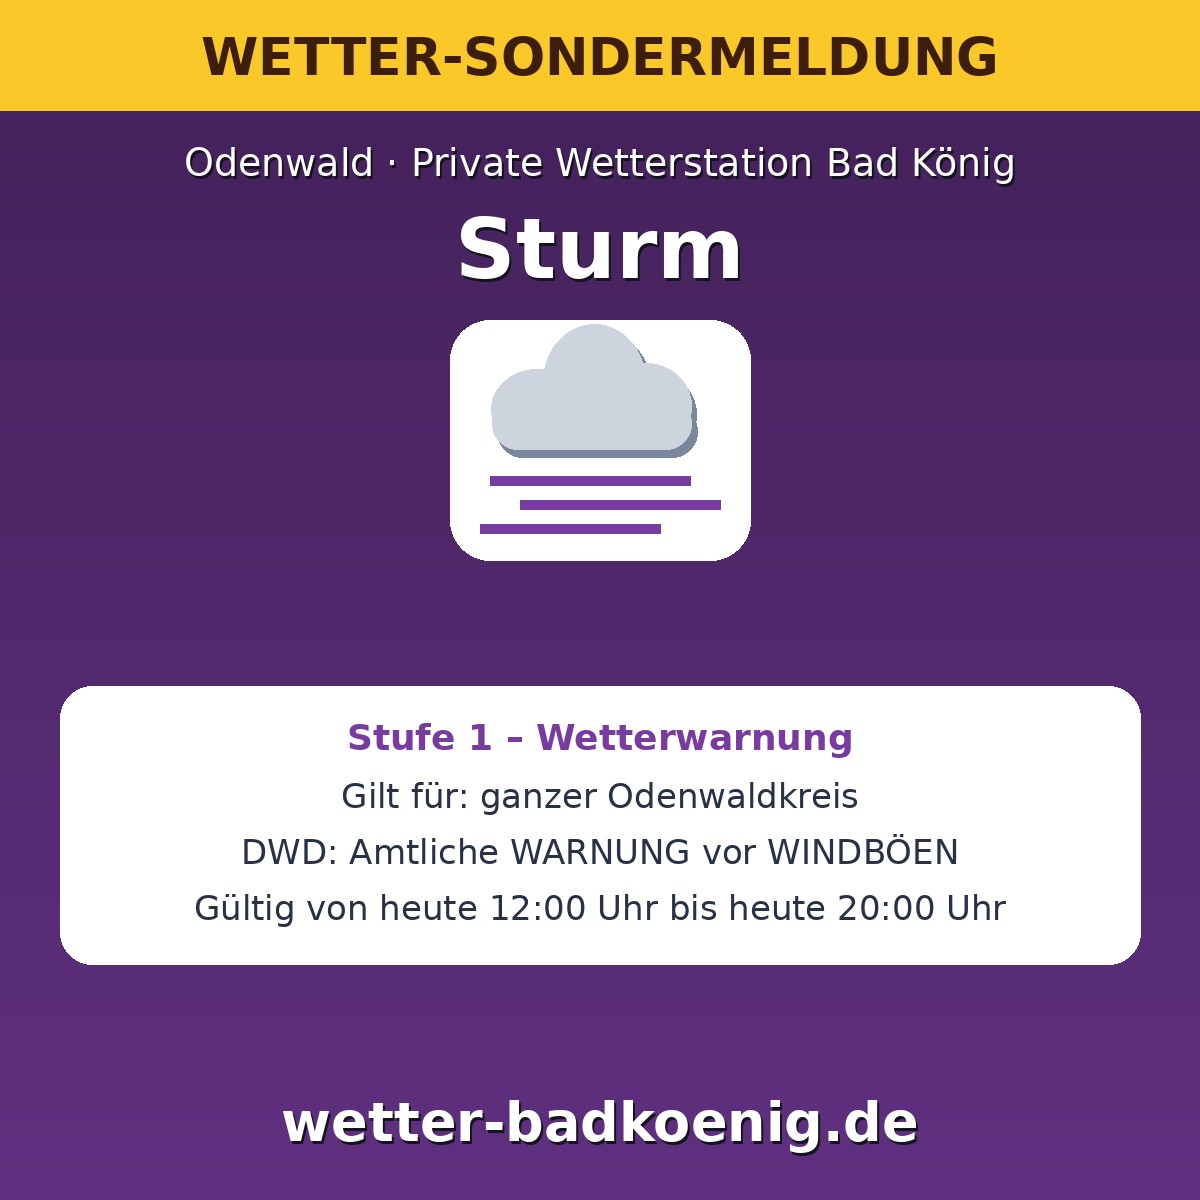 WETTER-SONDERMELDUNG
Odenwald · Private Wetterstation Bad König
Sturm
Stufe 1 – Wetterwarnung
Gilt für: ganzer Odenwaldkreis
DWD: Amtliche WARNUNG vor WINDBÖEN
Gültig von heute 12:00 Uhr bis heute 20:00 Uhr
wetter-badkoenig.de